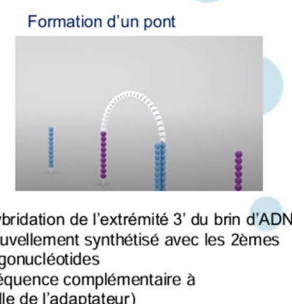 Formation d'un pont
bridation de l'extrémité 3' du brin d'ADN
uvellement synthétisé avec les 2èmes
gonucléotides
équence complémentaire à
lle de l'adaptateur)